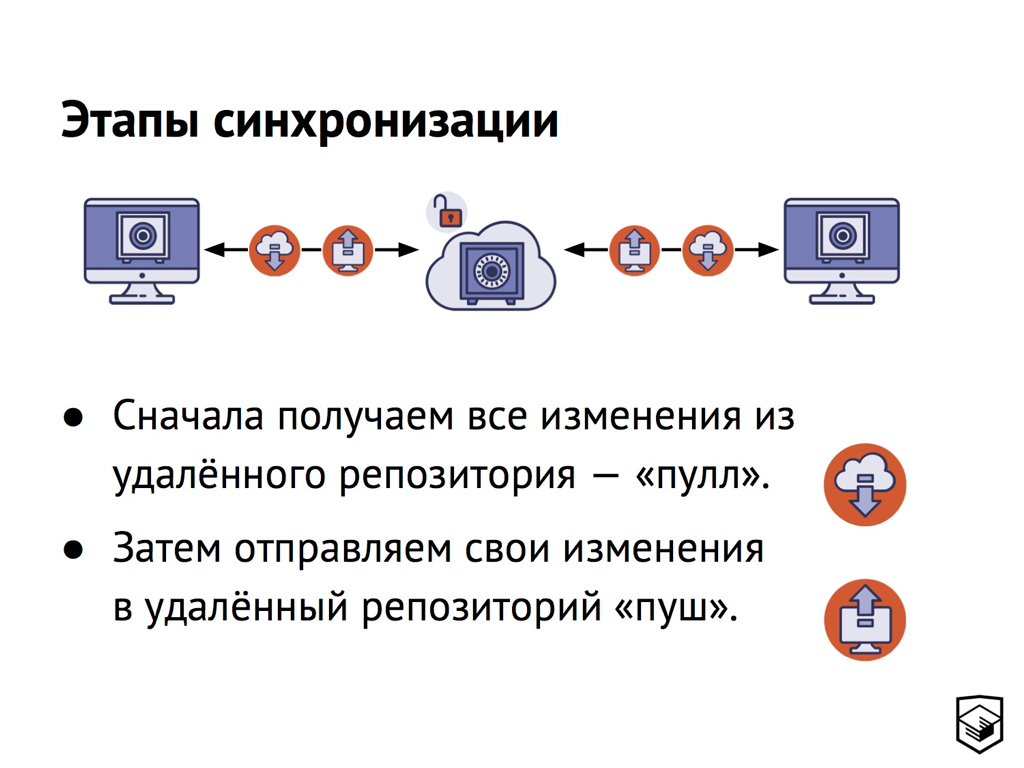 Этапы синхронизации
● Сначала получаем все изменения из
удалённого репозитория — «пулл».
● Затем отправляем свои изменения
в удалённый репозиторий «пуш».